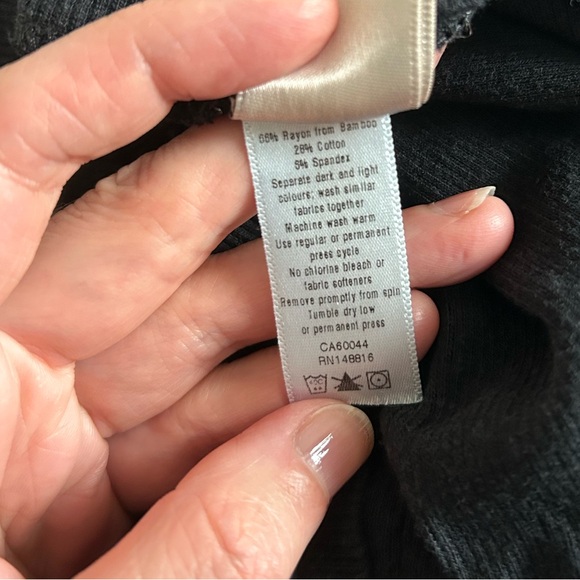 66% Rayon from Bamboo
28% Cotton
6% Spandex
Separate dark and light
colours; wash similar
fabrics together
Machine wash warm
Use regular or permanent
press cycle
No chlorine bleach or
fabric softeners
Remove promptly from spin
Tumble dry low
or permanent press
CA60044
RN148816
40C